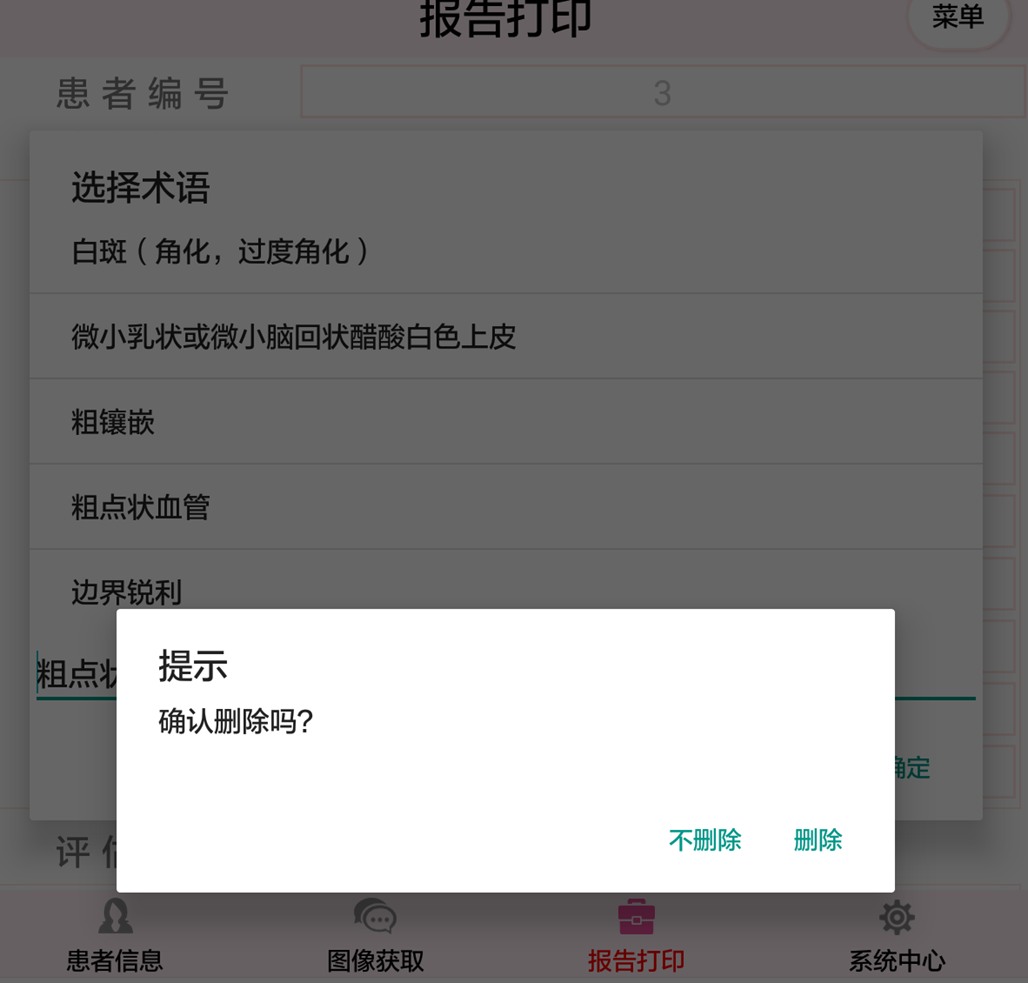 报告打印
菜单
患者编号
3
选择术语
白斑（角化，过度角化）
微小乳状或微小脑回状醋酸白色上皮
粗镶嵌
粗点状血管
边界锐利
粗点状
提示
确认删除吗?
确定
不删除 删除
评估
患者信息 图像获取 报告打印 系统中心